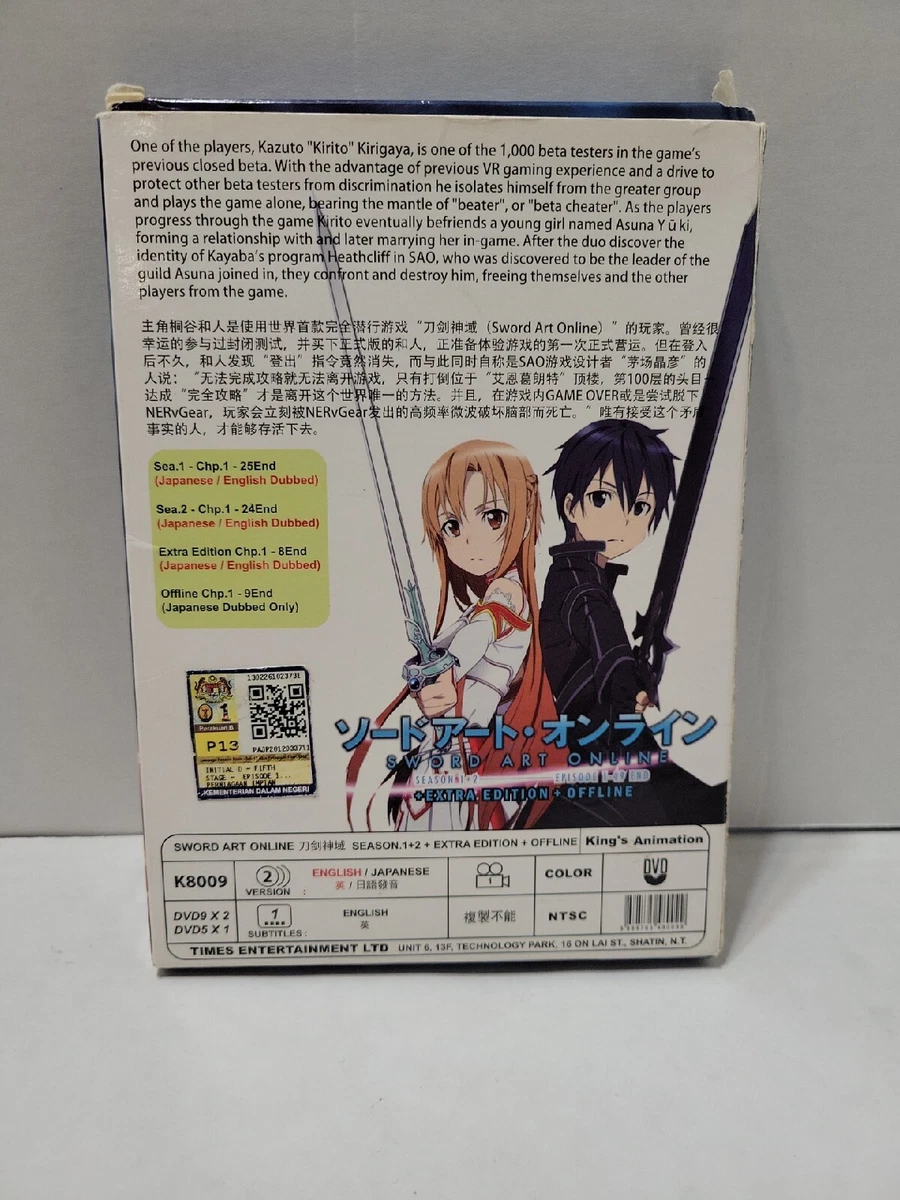 One of the players, Kazuto "Kirito" Kirigaya, is one of the 1,000 beta testers in the game's
previous closed beta. With the advantage of previous VR gaming experience and a drive to
protect other beta testers from discrimination he isolates himself from the greater group
and plays the game alone, bearing the mantle of "beater", or "beta cheater". As the players
progress through the game Kirito eventually befriends a young girl named Asuna Yūki,
forming a relationship with and later marrying her in-game. After the duo discover the
identity of Kayaba's program Heathcliff in SAO, who was discovered to be the leader of the
guild Asuna joined in, they confront and destroy him, freeing themselves and the other
players from the game.
主角桐谷和人是使用世界首款完全潜行游戏“刀剑神域（Sword Art Online）”的玩家。曾经很
幸运的参与过封闭测试，并买下正式版的和人，正准备体验游戏的第一次正式营运。但在登入
后不久，和人发现“登出”指令竟然消失，而与此同时自称是SAO游戏设计者“茅场晶彦”的
人说：“无法完成攻略就无法离开游戏，只有打倒位于“艾恩葛朗特”顶楼，第100层的头目
达成“完全攻略”才是离开这个世界唯一的方法。并且，在游戏内GAME OVER或是尝试脱下
NERvGear，玩家会立刻被NERvGear发出的高频率微波破坏脑部而死亡。”唯有接受这个矛盾
事实的人，才能够存活下去。
Sea.1 - Chp.1 - 25End
(Japanese / English Dubbed)
Sea.2 - Chp.1 - 24End
(Japanese / English Dubbed)
Extra Edition Chp.1 - 8End
(Japanese / English Dubbed)
Offline Chp.1 - 9End
(Japanese Dubbed Only)
1302261023731
1
Perakuan B
P13
INITIAL D - FIFTH
STAGE - EPISODE 1...
PERNIAGAAN IMPIAN
KEMENTERIAN DALAM NEGERI
ソードアート・オンライン
SWORD ART ONLINE
SEASON 1+2 EPISODE 1-49 END
+EXTRA EDITION + OFFLINE
SWORD ART ONLINE 刀剑神域 SEASON.1+2 + EXTRA EDITION + OFFLINE King's Animation
K8009 2 VERSION : ENGLISH / JAPANESE
英 / 日語發音
COLOR DVD
DVD9 X 2
DVD5 X 1
1 SUBTITLES : ENGLISH
英
複製不能 NTSC
TIMES ENTERTAINMENT LTD UNIT 6, 13F, TECHNOLOGY PARK, 16 ON LAI ST., SHATIN, N.T.